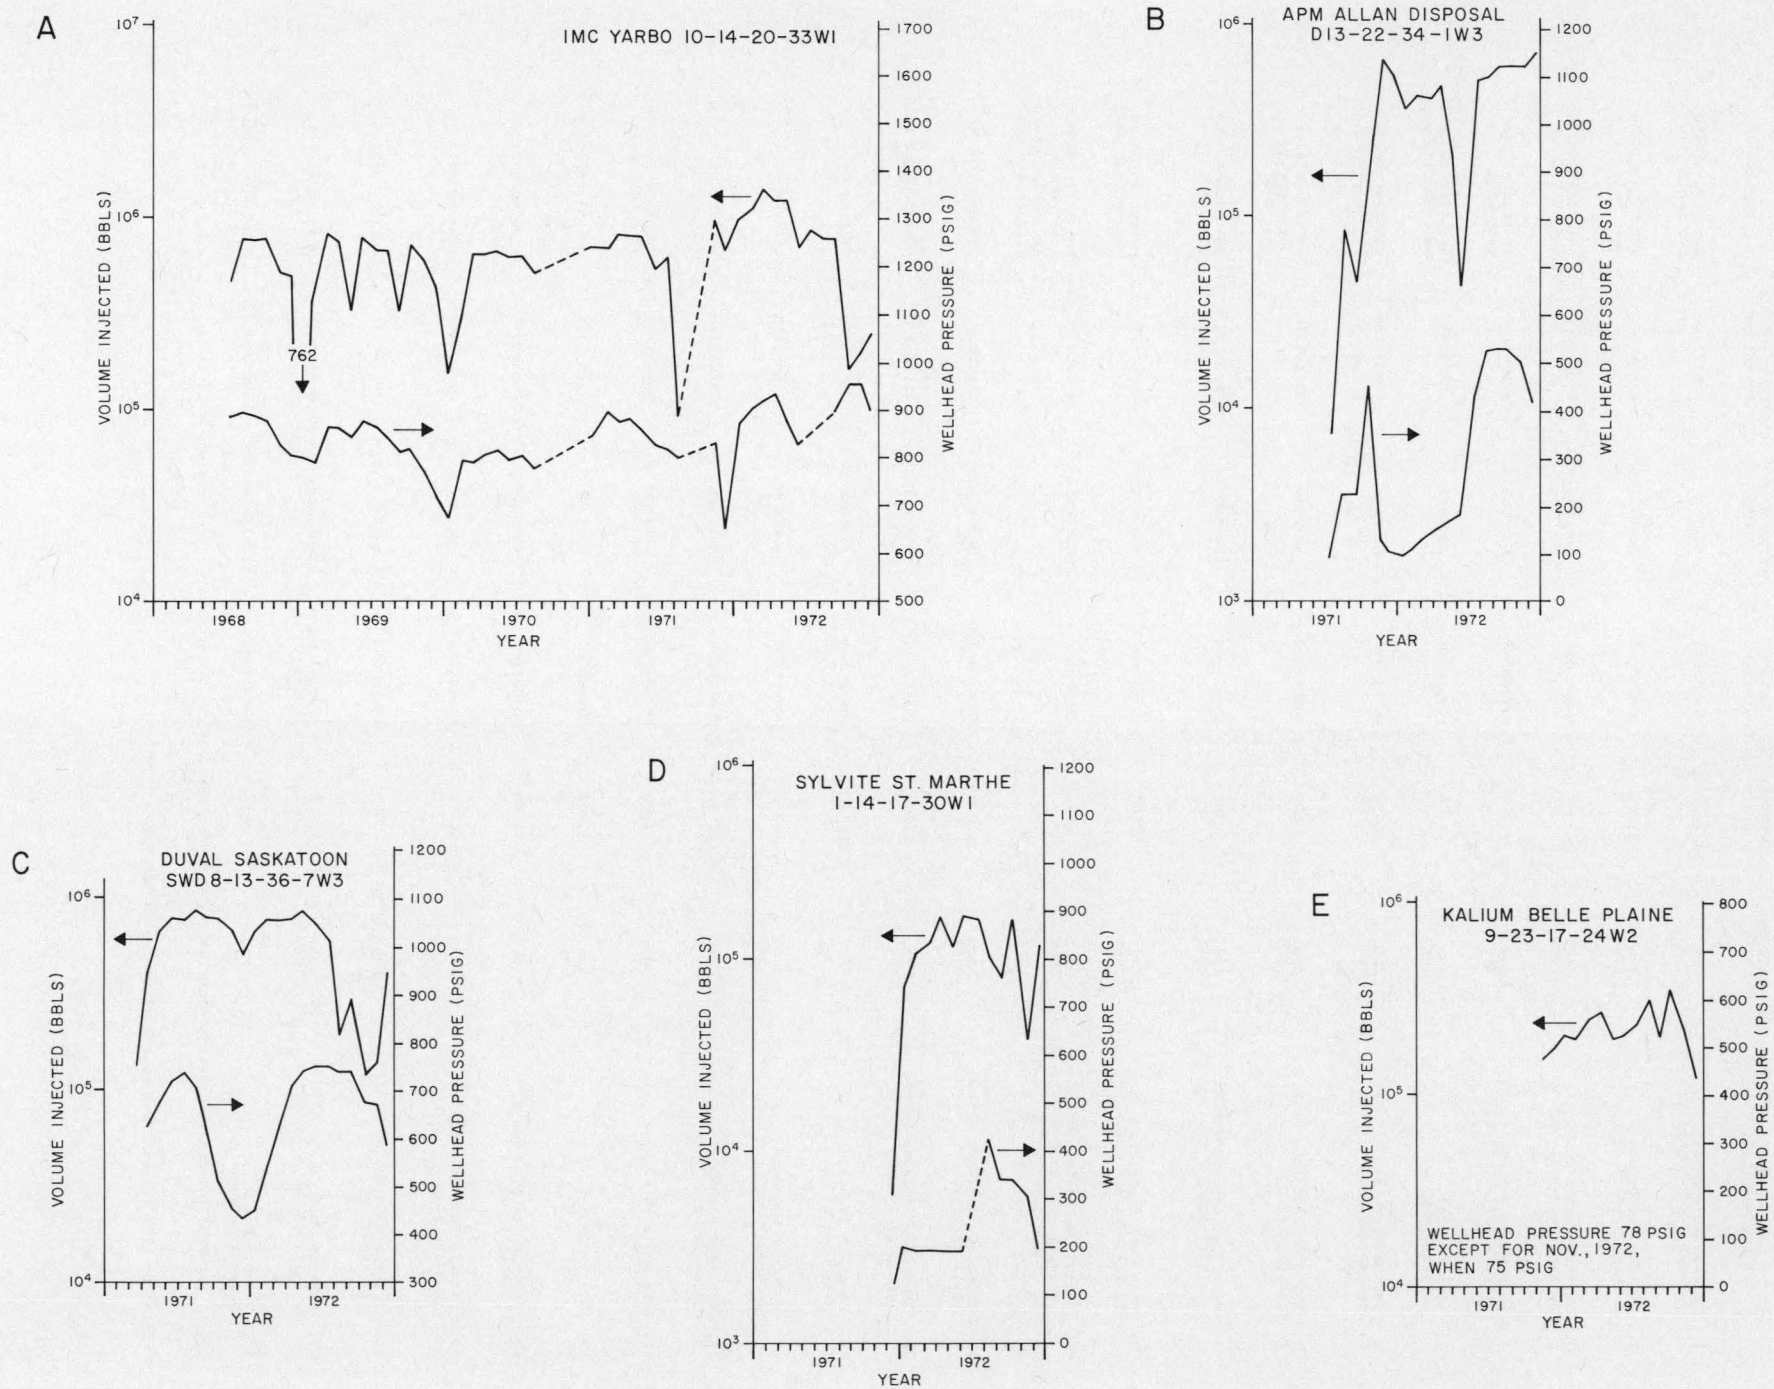 A
IMC YARBO 10-14-20-33W1
VOLUME INJECTED (BBLS)
10⁷
10⁶
10⁵
10⁴
762
1700
1600
1500
1400
1300
1200
1100
1000
900
800
700
600
500
WELLHEAD PRESSURE (PSIG)
1968 1969 1970 1971 1972
YEAR
B
APM ALLAN DISPOSAL
D13-22-34-1W3
VOLUME INJECTED (BBLS)
10⁶
10⁵
10⁴
10³
1200
1100
1000
900
800
700
600
500
400
300
200
100
0
WELLHEAD PRESSURE (PSIG)
1971 1972
YEAR
C
DUVAL SASKATOON
SWD 8-13-36-7W3
VOLUME INJECTED (BBLS)
10⁶
10⁵
10⁴
1200
1100
1000
900
800
700
600
500
400
300
WELLHEAD PRESSURE (PSIG)
1971 1972
YEAR
D
SYLVITE ST. MARTHE
1-14-17-30W1
VOLUME INJECTED (BBLS)
10⁶
10⁵
10⁴
10³
1200
1100
1000
900
800
700
600
500
400
300
200
100
0
WELLHEAD PRESSURE (PSIG)
1971 1972
YEAR
E
KALIUM BELLE PLAINE
9-23-17-24W2
VOLUME INJECTED (BBLS)
10⁶
10⁵
10⁴
800
700
600
500
400
300
200
100
0
WELLHEAD PRESSURE (PSIG)
WELLHEAD PRESSURE 78 PSIG
EXCEPT FOR NOV., 1972,
WHEN 75 PSIG
1971 1972
YEAR